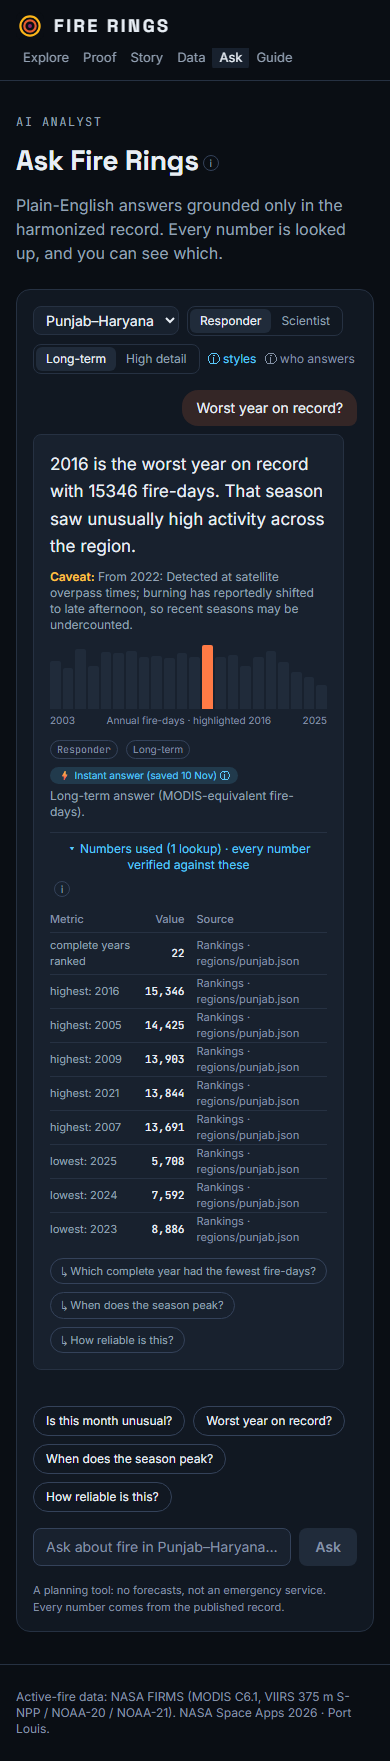 FIRE RINGS
Explore Proof Story Data Ask Guide
AI ANALYST
Ask Fire Rings ⓘ
Plain-English answers grounded only in the
harmonized record. Every number is looked
up, and you can see which.
Punjab–Haryana Responder Scientist
Long-term High detail ⓘ styles ⓘ who answers
Worst year on record?
2016 is the worst year on record
with 15346 fire-days. That season
saw unusually high activity across
the region.
Caveat: From 2022: Detected at satellite
overpass times; burning has reportedly shifted
to late afternoon, so recent seasons may be
undercounted.
2003 Annual fire-days · highlighted 2016 2025
Responder Long-term
Instant answer (saved 10 Nov) ⓘ
Long-term answer (MODIS-equivalent fire-
days).
▾ Numbers used (1 lookup) · every number
verified against these
ⓘ
Metric Value Source
complete years
ranked 22 Rankings ·
regions/punjab.json
highest: 2016 15,346 Rankings ·
regions/punjab.json
highest: 2005 14,425 Rankings ·
regions/punjab.json
highest: 2009 13,903 Rankings ·
regions/punjab.json
highest: 2021 13,844 Rankings ·
regions/punjab.json
highest: 2007 13,691 Rankings ·
regions/punjab.json
lowest: 2025 5,708 Rankings ·
regions/punjab.json
lowest: 2024 7,592 Rankings ·
regions/punjab.json
lowest: 2023 8,886 Rankings ·
regions/punjab.json
↳ Which complete year had the fewest fire-days?
↳ When does the season peak?
↳ How reliable is this?
Is this month unusual? Worst year on record?
When does the season peak?
How reliable is this?
Ask about fire in Punjab–Haryana... Ask
A planning tool: no forecasts, not an emergency service.
Every number comes from the published record.
Active-fire data: NASA FIRMS (MODIS C6.1, VIIRS 375 m S-
NPP / NOAA-20 / NOAA-21). NASA Space Apps 2026 · Port
Louis.